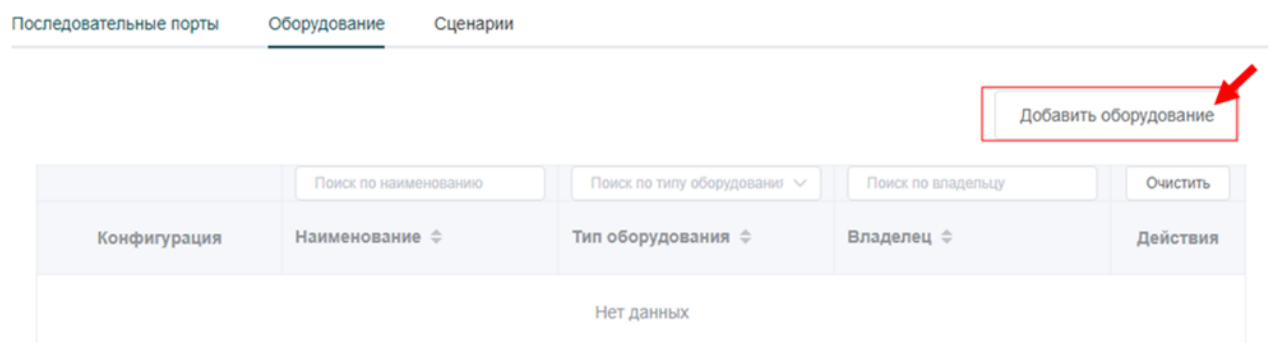 Последовательные порты Оборудование Сценарии
Добавить оборудование
Поиск по наименованию Поиск по типу оборудования Поиск по владельцу Очистить
Конфигурация Наименование Тип оборудования Владелец Действия
Нет данных